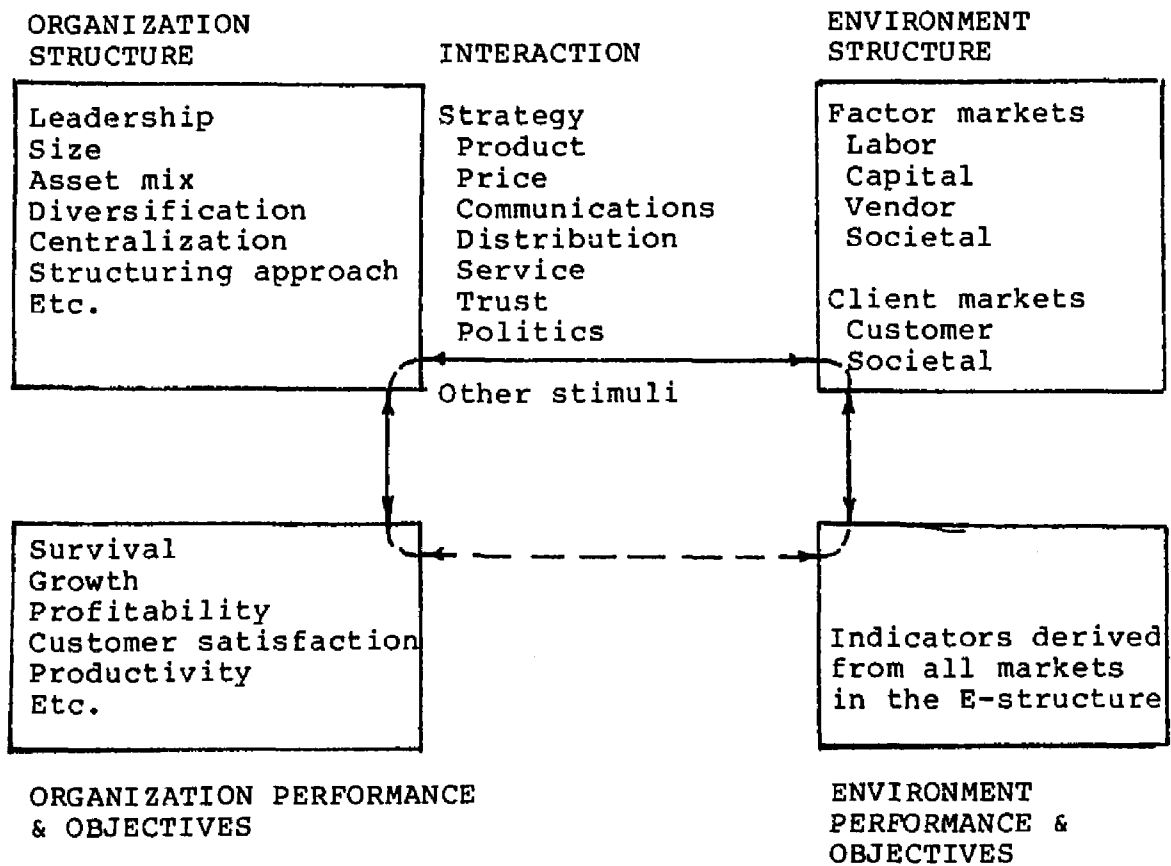 ORGANIZATION
STRUCTURE
Leadership
Size
Asset mix
Diversification
Centralization
Structuring approach
Etc.
INTERACTION
Strategy
Product
Price
Communications
Distribution
Service
Trust
Politics
Other stimuli
ENVIRONMENT
STRUCTURE
Factor markets
Labor
Capital
Vendor
Societal
Client markets
Customer
Societal
Survival
Growth
Profitability
Customer satisfaction
Productivity
Etc.
ORGANIZATION PERFORMANCE
& OBJECTIVES
Indicators derived
from all markets
in the E-structure
ENVIRONMENT
PERFORMANCE &
OBJECTIVES